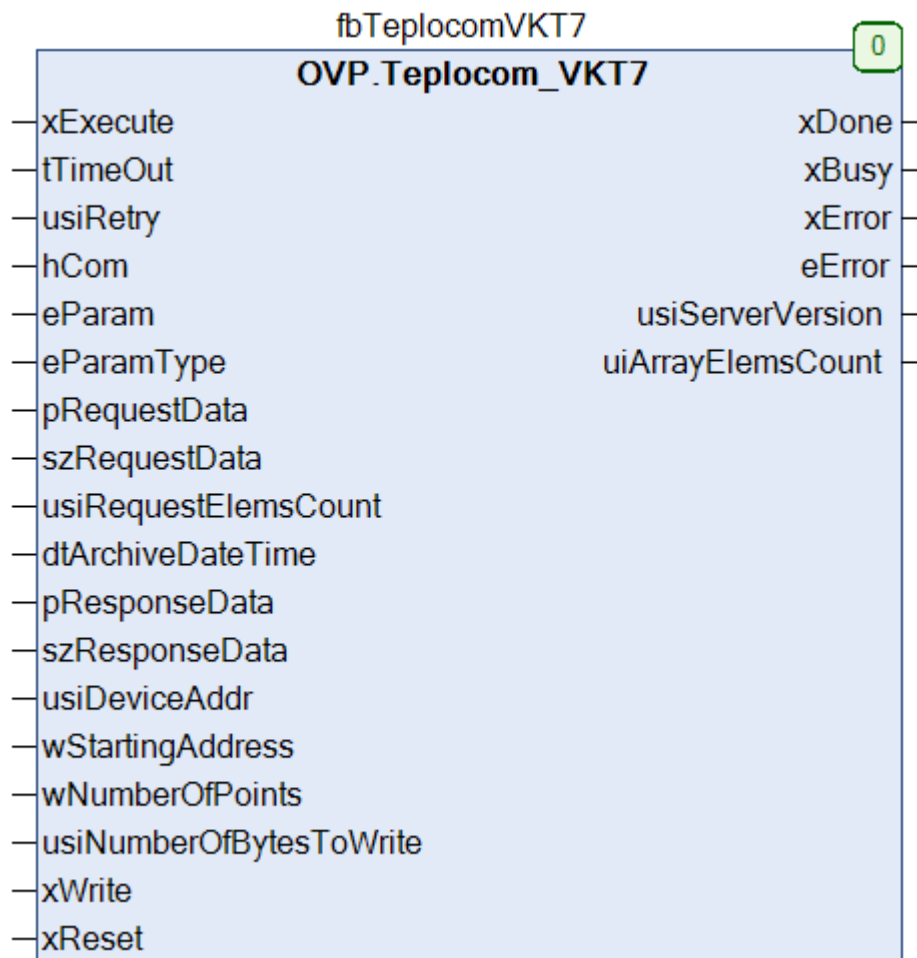 fbTeplocomVKT7
0
OVP.Teplocom_VKT7
xExecute xDone
tTimeOut xBusy
usiRetry xError
hCom eError
eParam usiServerVersion
eParamType uiArrayElemsCount
pRequestData
szRequestData
usiRequestElemsCount
dtArchiveDateTime
pResponseData
szResponseData
usiDeviceAddr
wStartingAddress
wNumberOfPoints
usiNumberOfBytesToWrite
xWrite
xReset